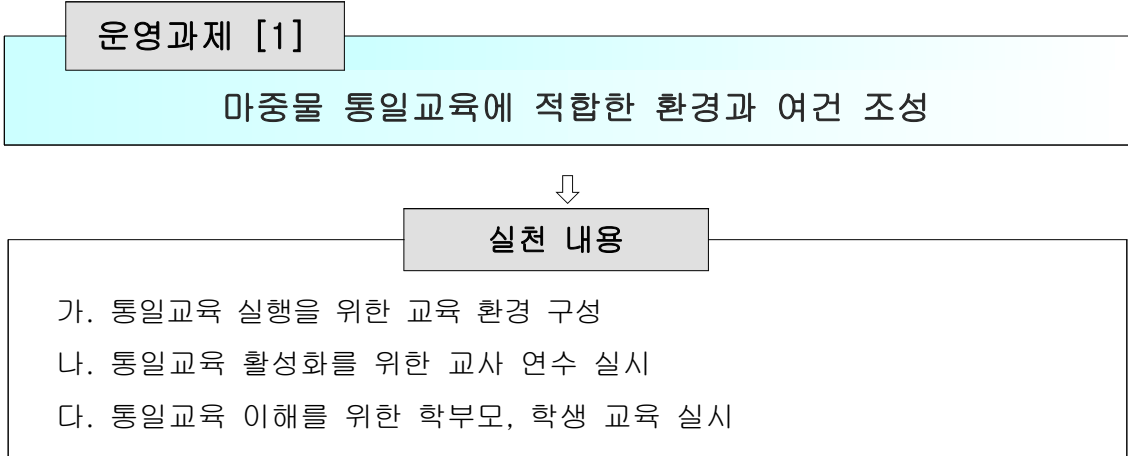 운영과제 [1]
마중물 통일교육에 적합한 환경과 여건 조성
실천 내용
가. 통일교육 실행을 위한 교육 환경 구성
나. 통일교육 활성화를 위한 교사 연수 실시
다. 통일교육 이해를 위한 학부모, 학생 교육 실시